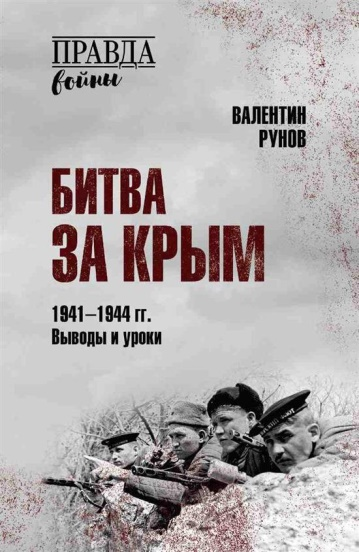 ПРАВДА
войны
ВАЛЕНТИН
РУНОВ
БИТВА
ЗА КРЫМ
1941–1944 гг.
Выводы и уроки